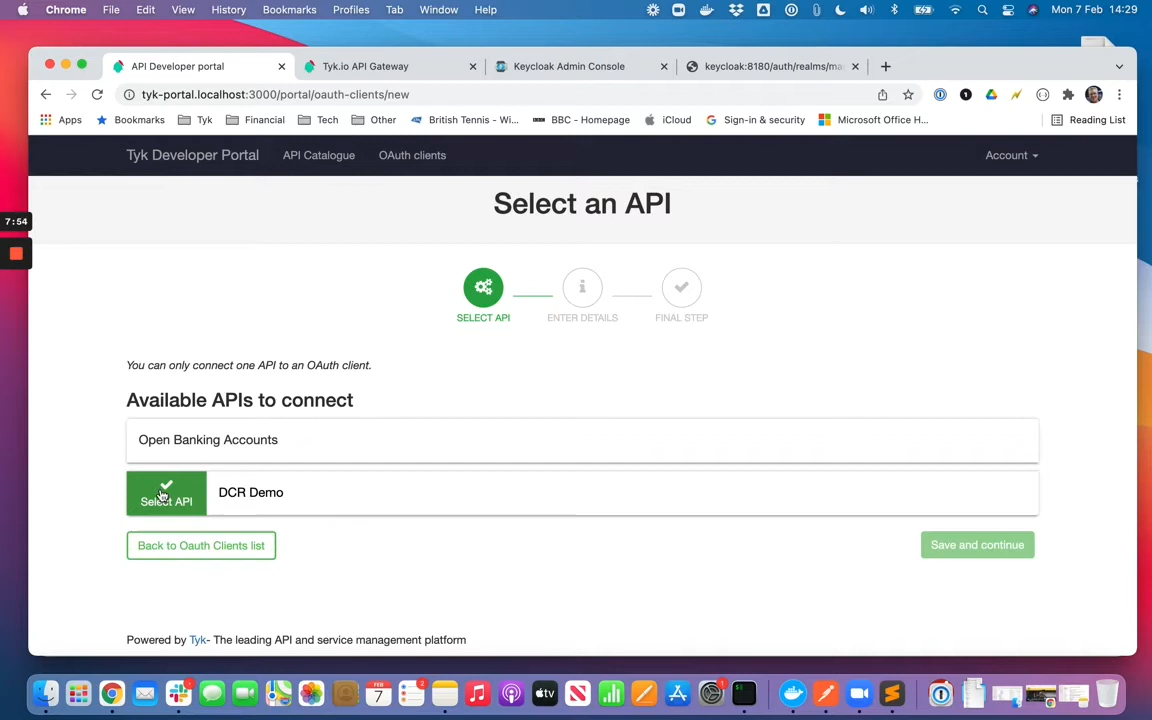 Chrome File Edit View History Bookmarks Profiles Tab Window Help Mon 7 Feb 14:29
API Developer portal Tyk.io API Gateway Keycloak Admin Console keycloak:8180/auth/realms/ma
tyk-portal.localhost:3000/portal/oauth-clients/new
Apps Bookmarks Tyk Financial Tech Other British Tennis - Wi... BBC - Homepage iCloud Sign-in & security Microsoft Office H... Reading List
Tyk Developer Portal API Catalogue OAuth clients Account
Select an API
7:54
SELECT API ENTER DETAILS FINAL STEP
You can only connect one API to an OAuth client.
Available APIs to connect
Open Banking Accounts
Select API DCR Demo
Back to Oauth Clients list Save and continue
Powered by Tyk- The leading API and service management platform